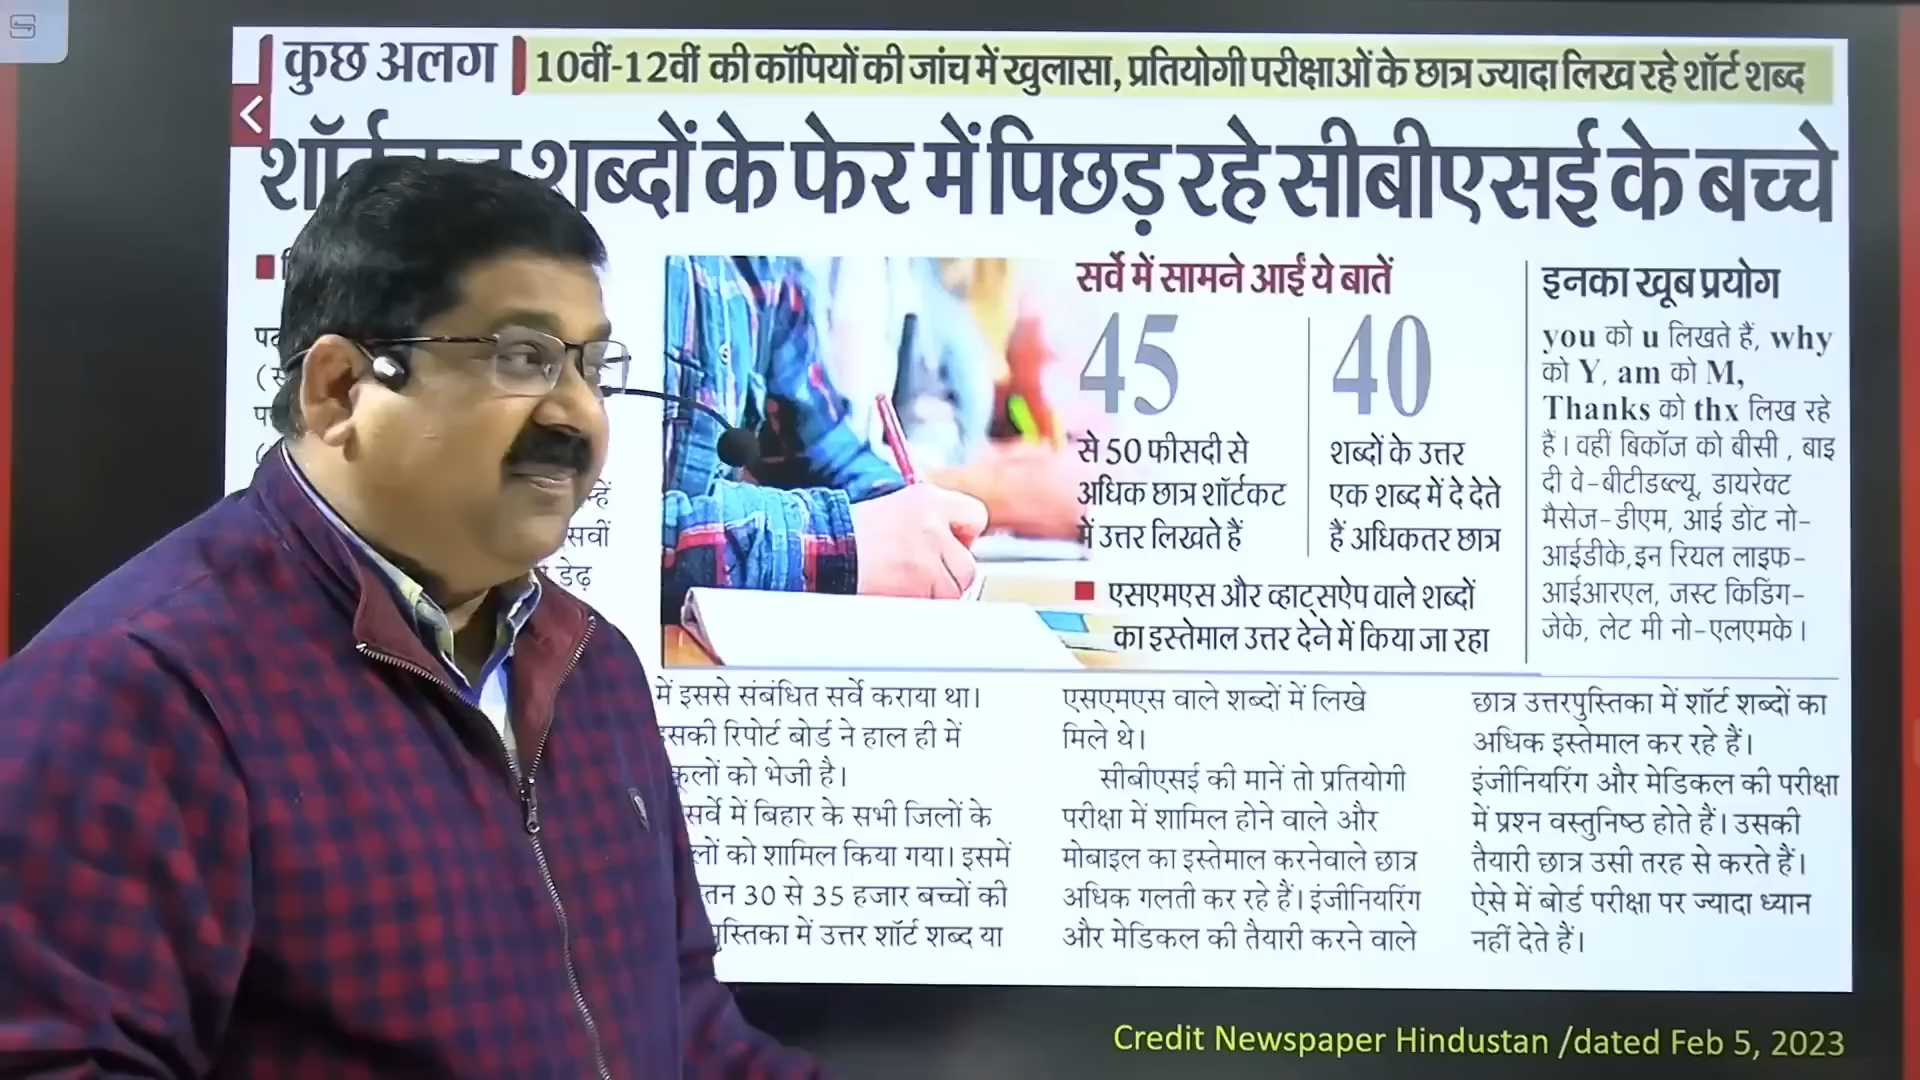 कुछ अलग
10वीं-12वीं की कॉपियों की जांच में खुलासा, प्रतियोगी परीक्षाओं के छात्र ज्यादा लिख रहे शॉर्ट शब्द
शब्दों के फेर में पिछड़ रहे सीबीएसई के बच्चे
डेढ़
सर्वे में सामने आईं ये बातें
45
से 50 फीसदी से
अधिक छात्र शॉर्टकट
में उत्तर लिखते हैं
40
शब्दों के उत्तर
एक शब्द में दे देते
हैं अधिकतर छात्र
एसएमएस और व्हाट्सऐप वाले शब्दों
का इस्तेमाल उत्तर देने में किया जा रहा
इनका खूब प्रयोग
you को u लिखते हैं, why
को Y, am को M,
Thanks को thx लिख रहे
हैं। वहीं बिकॉज को बीसी , बाइ
दी वे-बीटीडब्ल्यू, डायरेक्ट
मैसेज-डीएम, आई डोंट नो-
आईडीके,इन रियल लाइफ-
आईआरएल, जस्ट किडिंग-
जेके, लेट मी नो-एलएमके।
में इससे संबंधित सर्वे कराया था।
रिपोर्ट बोर्ड ने हाल ही में
को भेजी है।
सर्वे में बिहार के सभी जिलों के
को शामिल किया गया। इसमें
30 से 35 हजार बच्चों की
में उत्तर शॉर्ट शब्द या
एसएमएस वाले शब्दों में लिखे
मिले थे।
सीबीएसई की मानें तो प्रतियोगी
परीक्षा में शामिल होने वाले और
मोबाइल का इस्तेमाल करनेवाले छात्र
अधिक गलती कर रहे हैं। इंजीनियरिंग
और मेडिकल की तैयारी करने वाले
छात्र उत्तरपुस्तिका में शॉर्ट शब्दों का
अधिक इस्तेमाल कर रहे हैं।
इंजीनियरिंग और मेडिकल की परीक्षा
में प्रश्न वस्तुनिष्ठ होते हैं। उसकी
तैयारी छात्र उसी तरह से करते हैं।
ऐसे में बोर्ड परीक्षा पर ज्यादा ध्यान
नहीं देते हैं।
Credit Newspaper Hindustan /dated Feb 5, 2023